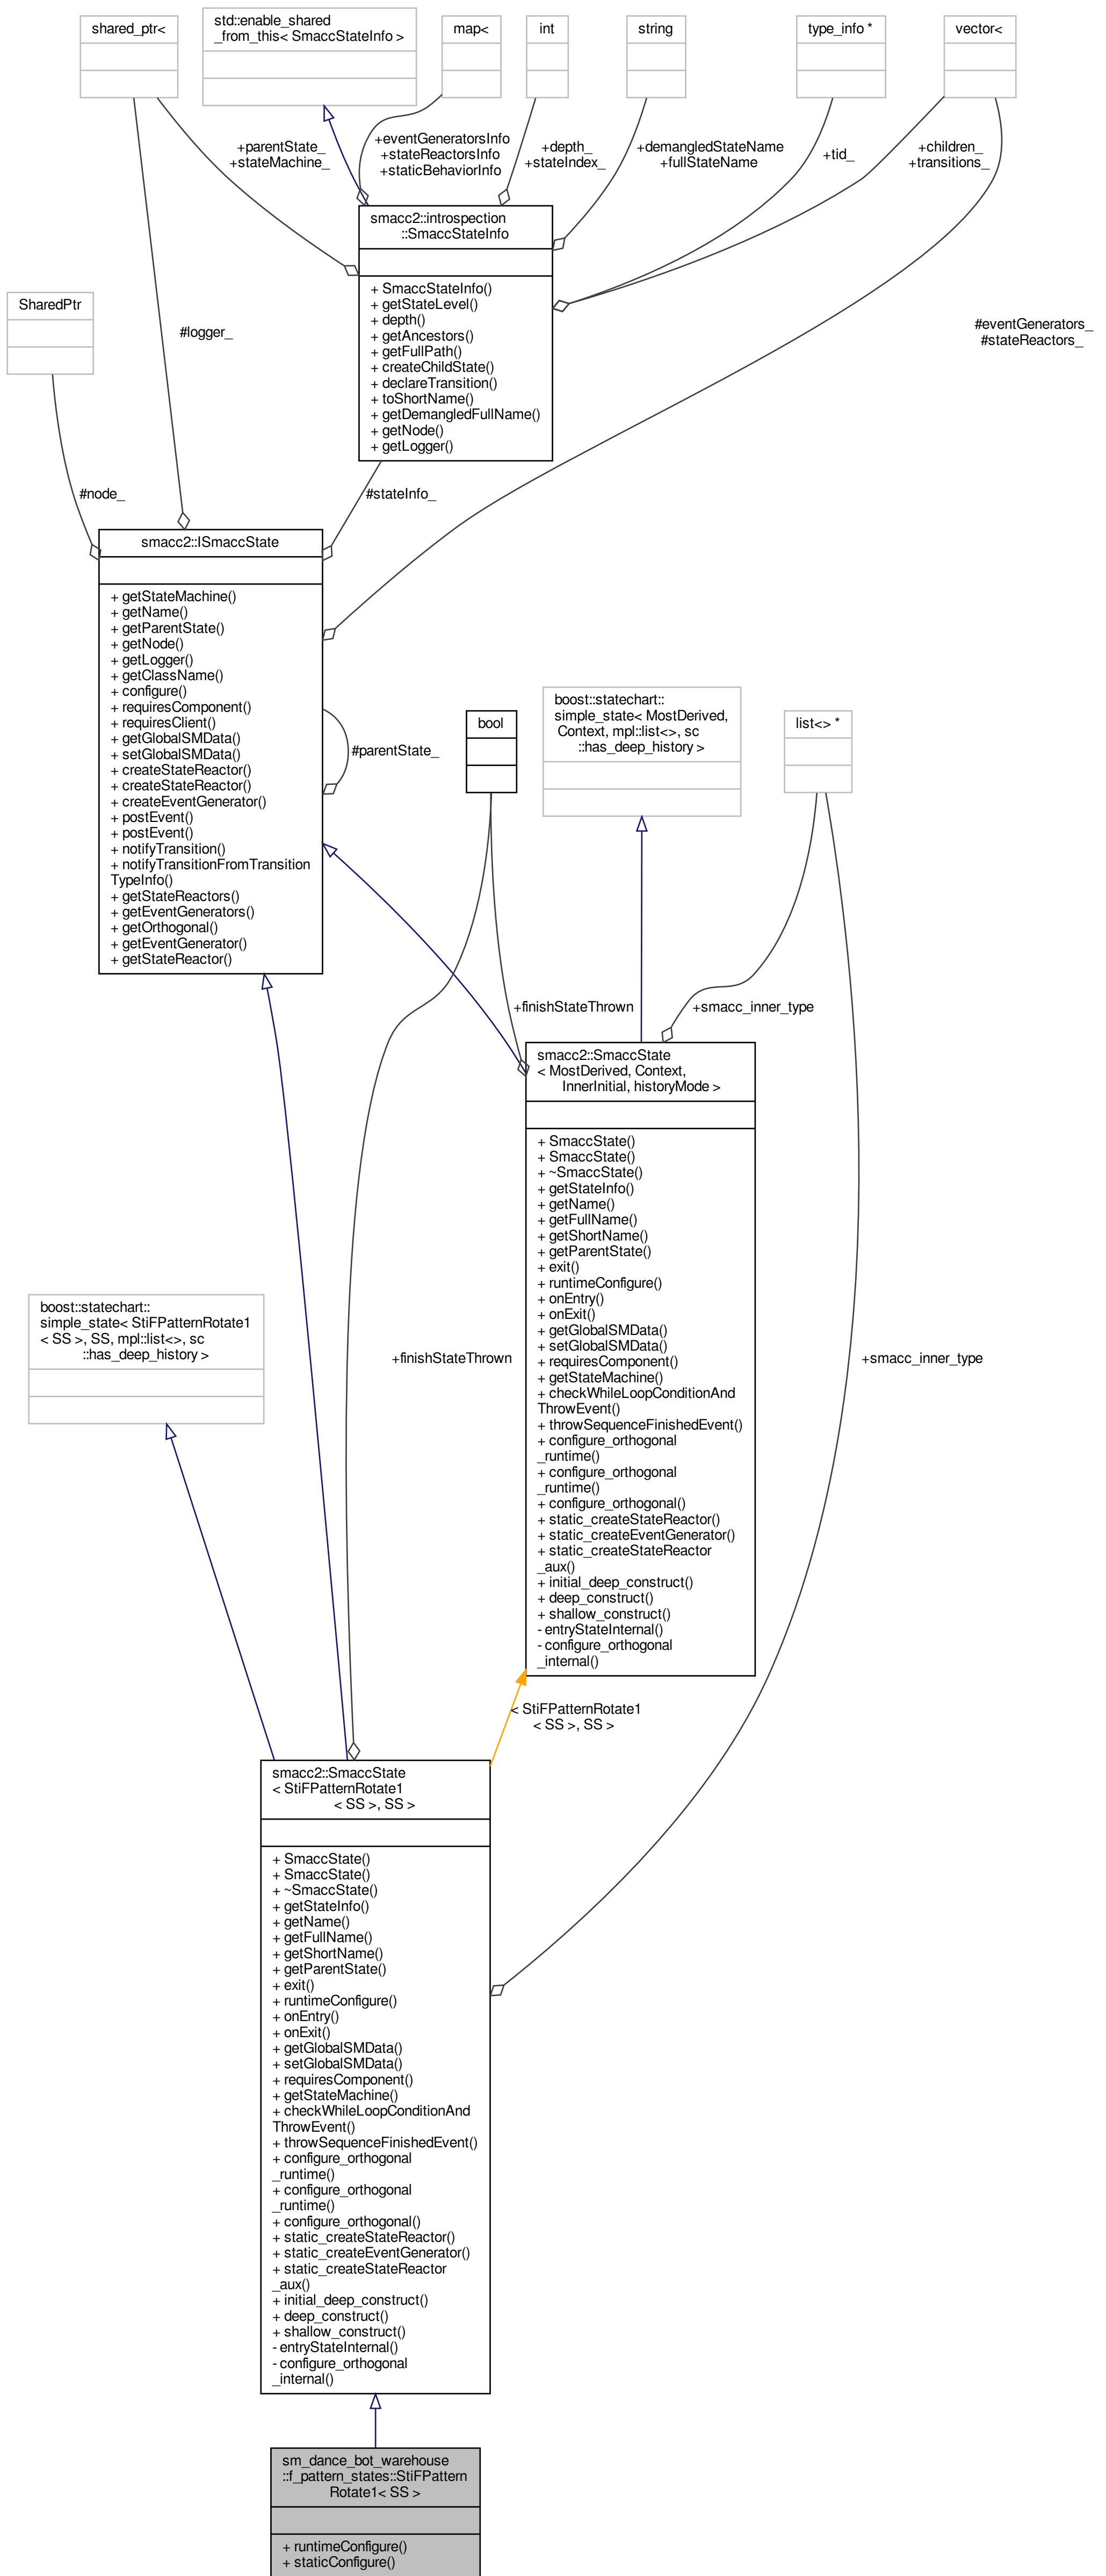 shared_ptr<
std::enable_shared
_from_this< SmaccStateInfo >
map<
int
string
type_info *
vector<
+parentState_
+stateMachine_
+eventGeneratorsInfo
+stateReactorsInfo
+staticBehaviorInfo
+depth_
+stateIndex_
+demangledStateName
+fullStateName
+tid_
+children_
+transitions_
smacc2::introspection
::SmaccStateInfo
+ SmaccStateInfo()
+ getStateLevel()
+ depth()
+ getAncestors()
+ getFullPath()
+ createChildState()
+ declareTransition()
+ toShortName()
+ getDemangledFullName()
+ getNode()
+ getLogger()
SharedPtr
#logger_
#eventGenerators_
#stateReactors_
#node_
#stateInfo_
smacc2::ISmaccState
+ getStateMachine()
+ getName()
+ getParentState()
+ getNode()
+ getLogger()
+ getClassName()
+ configure()
+ requiresComponent()
+ requiresClient()
+ getGlobalSMData()
+ setGlobalSMData()
+ createStateReactor()
+ createStateReactor()
+ createEventGenerator()
+ postEvent()
+ postEvent()
+ notifyTransition()
+ notifyTransitionFromTransition
TypeInfo()
+ getStateReactors()
+ getEventGenerators()
+ getOrthogonal()
+ getEventGenerator()
+ getStateReactor()
#parentState_
bool
boost::statechart::
simple_state< MostDerived,
Context, mpl::list<>, sc
::has_deep_history >
list<> *
+finishStateThrown
+smacc_inner_type
smacc2::SmaccState
< MostDerived, Context,
InnerInitial, historyMode >
+ SmaccState()
+ SmaccState()
+ ~SmaccState()
+ getStateInfo()
+ getName()
+ getFullName()
+ getShortName()
+ getParentState()
+ exit()
+ runtimeConfigure()
+ onEntry()
+ onExit()
+ getGlobalSMData()
+ setGlobalSMData()
+ requiresComponent()
+ getStateMachine()
+ checkWhileLoopConditionAnd
ThrowEvent()
+ throwSequenceFinishedEvent()
+ configure_orthogonal
_runtime()
+ configure_orthogonal
_runtime()
+ configure_orthogonal()
+ static_createStateReactor()
+ static_createEventGenerator()
+ static_createStateReactor
_aux()
+ initial_deep_construct()
+ deep_construct()
+ shallow_construct()
- entryStateInternal()
- configure_orthogonal
_internal()
boost::statechart::
simple_state< StiFPatternRotate1
< SS >, SS, mpl::list<>, sc
::has_deep_history >
+finishStateThrown
+smacc_inner_type
< StiFPatternRotate1
< SS >, SS >
smacc2::SmaccState
< StiFPatternRotate1
< SS >, SS >
+ SmaccState()
+ SmaccState()
+ ~SmaccState()
+ getStateInfo()
+ getName()
+ getFullName()
+ getShortName()
+ getParentState()
+ exit()
+ runtimeConfigure()
+ onEntry()
+ onExit()
+ getGlobalSMData()
+ setGlobalSMData()
+ requiresComponent()
+ getStateMachine()
+ checkWhileLoopConditionAnd
ThrowEvent()
+ throwSequenceFinishedEvent()
+ configure_orthogonal
_runtime()
+ configure_orthogonal
_runtime()
+ configure_orthogonal()
+ static_createStateReactor()
+ static_createEventGenerator()
+ static_createStateReactor
_aux()
+ initial_deep_construct()
+ deep_construct()
+ shallow_construct()
- entryStateInternal()
- configure_orthogonal
_internal()
sm_dance_bot_warehouse
::f_pattern_states::StiFPattern
Rotate1< SS >
+ runtimeConfigure()
+ staticConfigure()